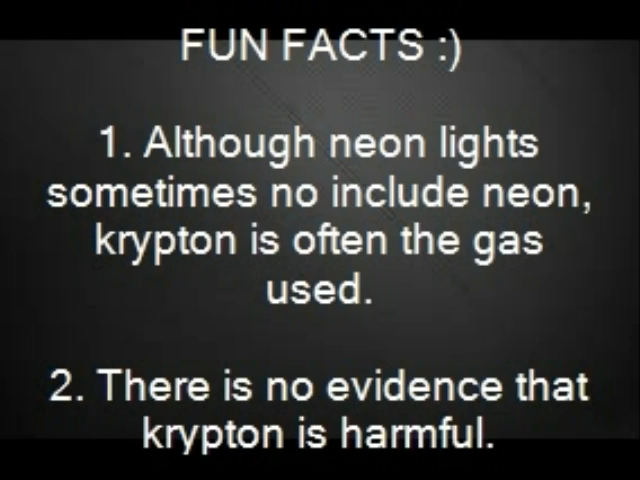 FUN FACTS :)
1. Although neon lights
sometimes no include neon,
krypton is often the gas
used.
2. There is no evidence that
krypton is harmful.